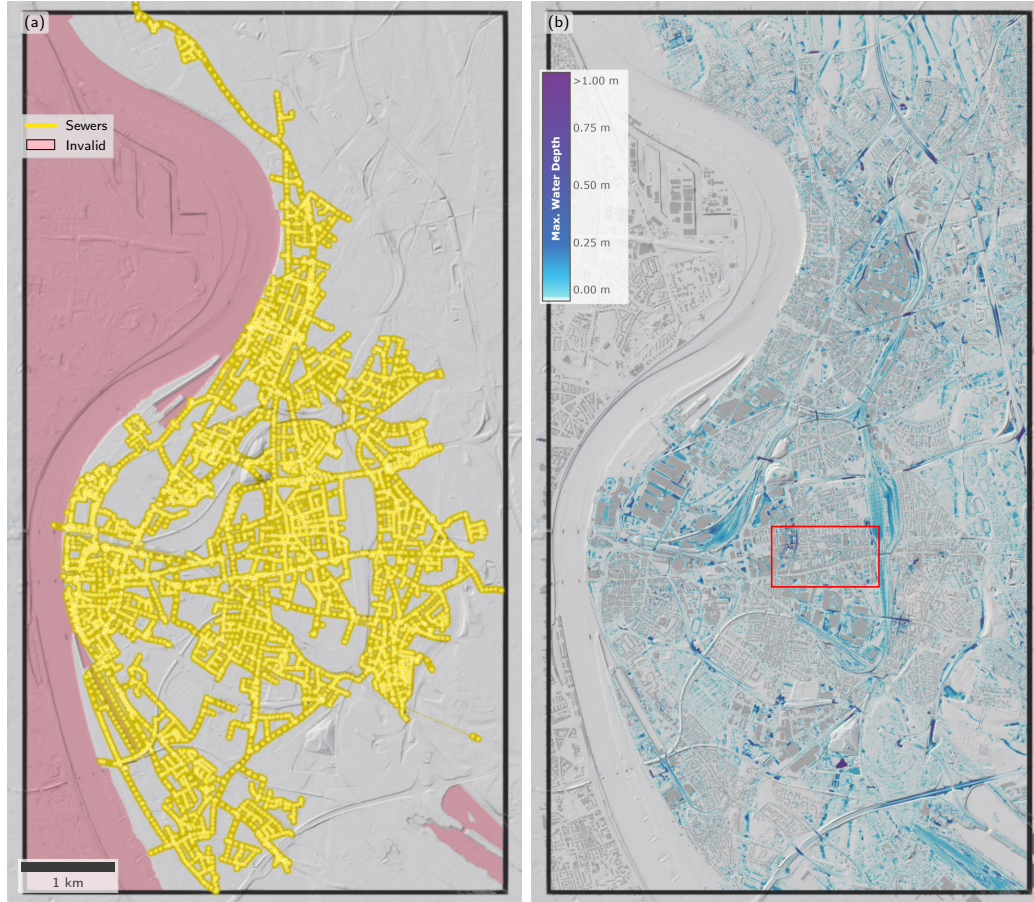 (a)
Sewers
Invalid
1 km
(b)
>1.00 m
0.75 m
0.50 m
0.25 m
0.00 m
Max. Water Depth